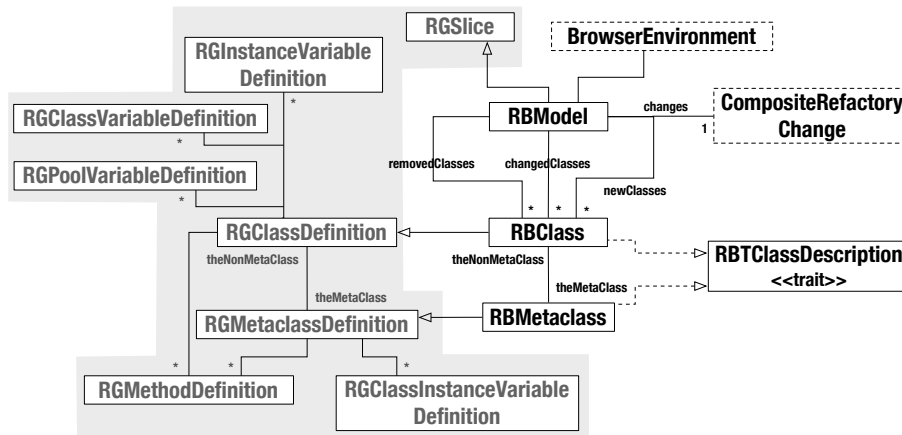 RGSlice
BrowserEnvironment
RGInstanceVariable
Definition
*
RGClassVariableDefinition
*
RBModel
changes
1
CompositeRefactory
Change
removedClasses
changedClasses
newClasses
RGPoolVariableDefinition
*
*
*
*
RGClassDefinition
RBClass
RBTClassDescription
<<trait>>
theNonMetaClass
theNonMetaClass
theMetaClass
theMetaClass
RGMetaclassDefinition
RBMetaclass
*
*
*
RGMethodDefinition
RGClassInstanceVariable
Definition